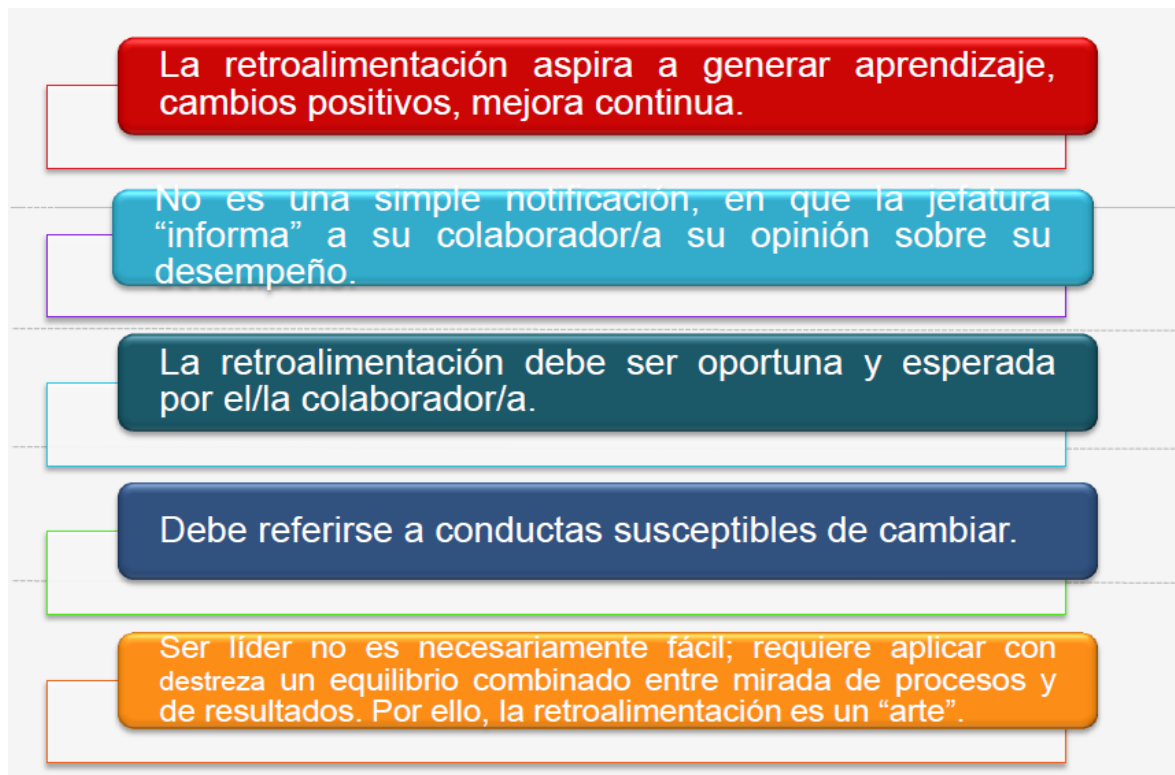 La retroalimentación aspira a generar aprendizaje,
cambios positivos, mejora continua.
No es una simple notificación, en que la jefatura
“informa” a su colaborador/a su opinión sobre su
desempeño.
La retroalimentación debe ser oportuna y esperada
por el/la colaborador/a.
Debe referirse a conductas susceptibles de cambiar.
Ser líder no es necesariamente fácil; requiere aplicar con
destreza un equilibrio combinado entre mirada de procesos y
de resultados. Por ello, la retroalimentación es un “arte”.